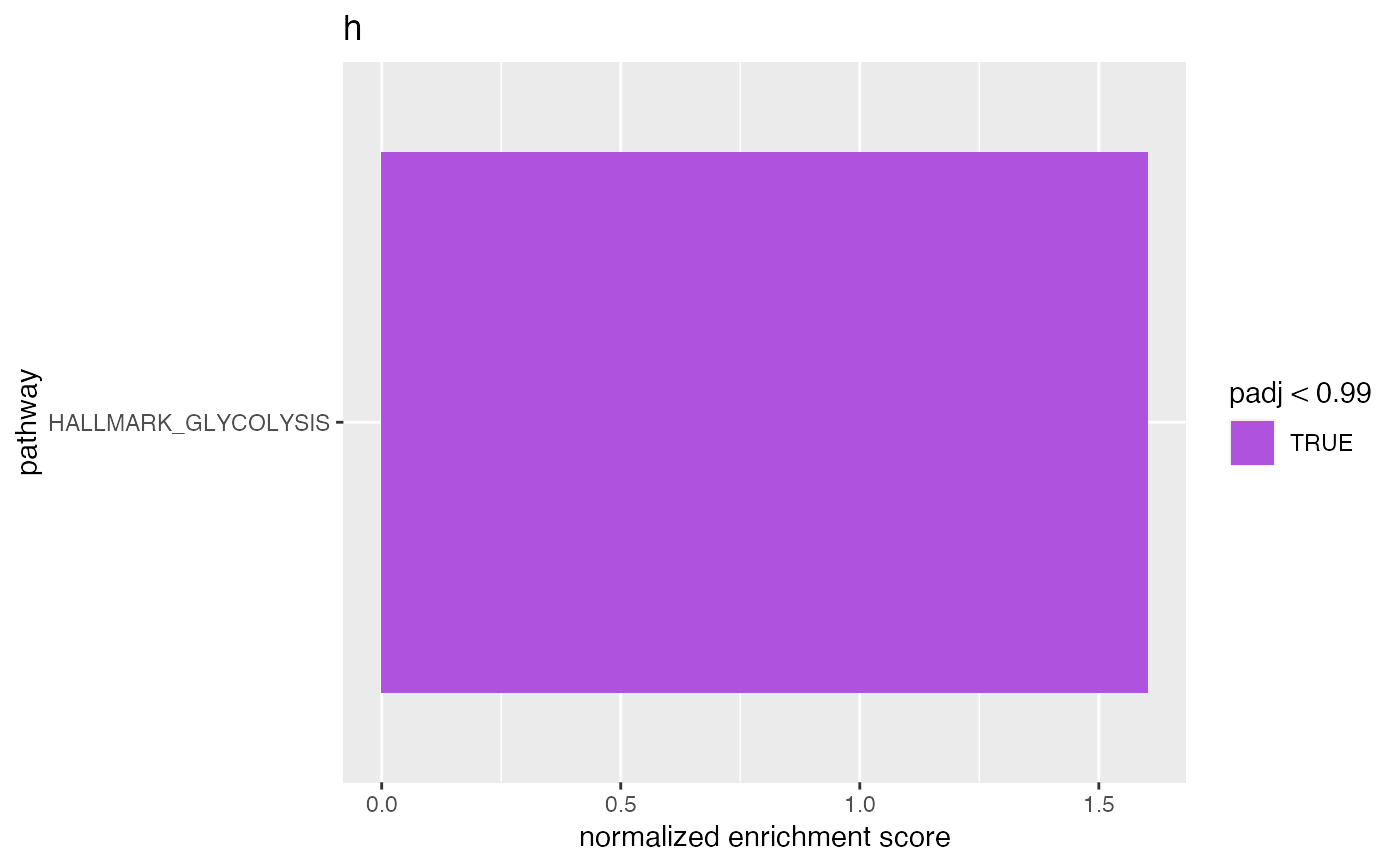 h
pathway
HALLMARK_GLYCOLYSIS
padj < 0.99
TRUE
0.0 0.5 1.0 1.5
normalized enrichment score